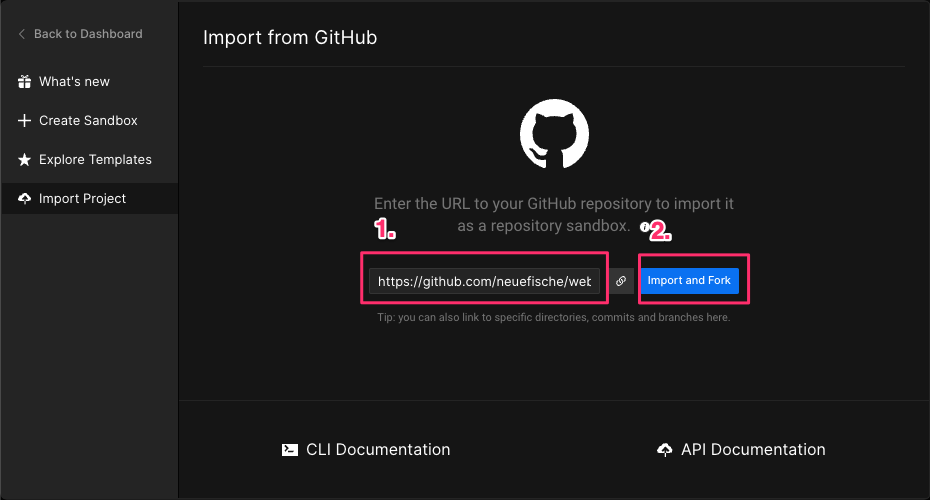 Back to Dashboard
What's new
Create Sandbox
Explore Templates
Import Project
Import from GitHub
Enter the URL to your GitHub repository to import it
as a repository sandbox.
1.
2.
https://github.com/neuefische/web
Import and Fork
Tip: you can also link to specific directories, commits and branches here.
CLI Documentation
API Documentation